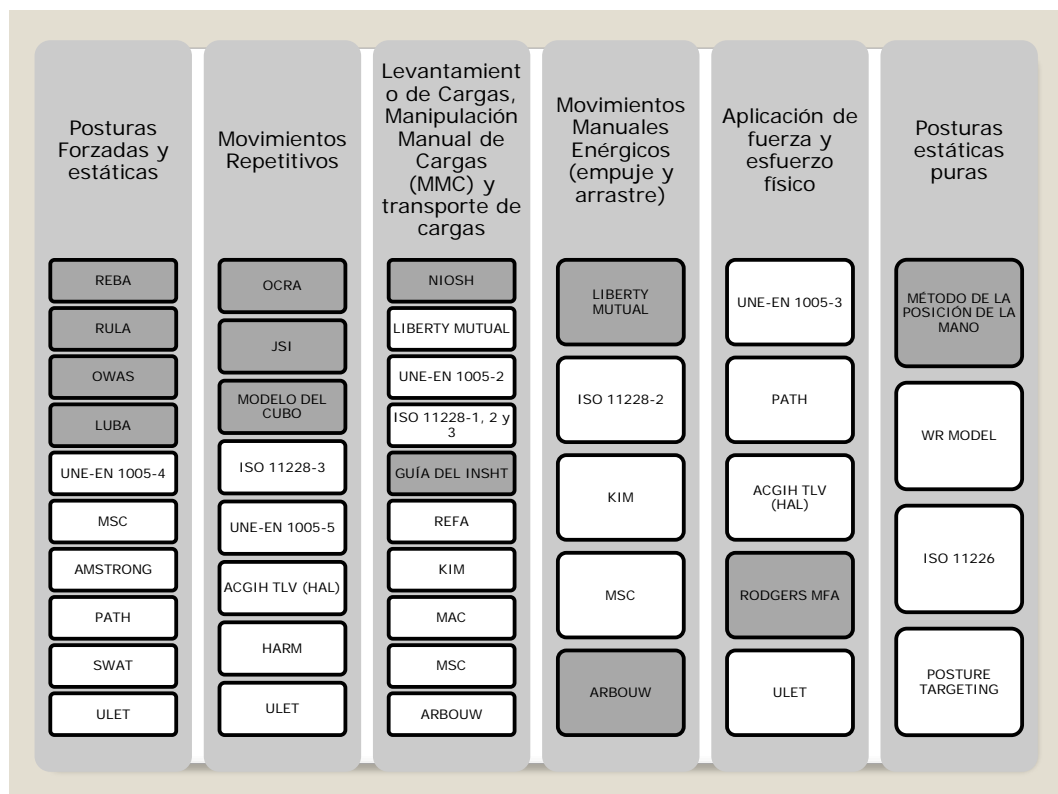 Posturas
Forzadas y
estáticas
REBA
RULA
OWAS
LUBA
UNE-EN 1005-4
MSC
AMSTRONG
PATH
SWAT
ULET
Movimientos
Repetitivos
OCRA
JSI
MODELO DEL
CUBO
ISO 11228-3
UNE-EN 1005-5
ACGIH TLV (HAL)
HARM
ULET
Levantamient
o de Cargas,
Manipulación
Manual de
Cargas
(MMC) y
transporte de
cargas
NIOSH
LIBERTY MUTUAL
UNE-EN 1005-2
ISO 11228-1, 2 y
3
GUÍA DEL INSHT
REFA
KIM
MAC
MSC
ARBOUW
Movimientos
Manuales
Enérgicos
(empuje y
arrastre)
LIBERTY
MUTUAL
ISO 11228-2
KIM
MSC
ARBOUW
Aplicación de
fuerza y
esfuerzo
físico
UNE-EN 1005-3
PATH
ACGIH TLV
(HAL)
RODGERS MFA
ULET
Posturas
estáticas
puras
MÉTODO DE LA
POSICIÓN DE LA
MANO
WR MODEL
ISO 11226
POSTURE
TARGETING